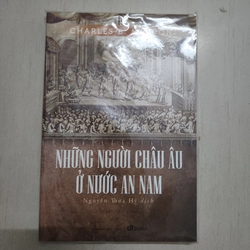 CHARLES B.
NHỮNG NGƯỜI CHÂU ÂU
Ở NƯỚC AN NAM
Nguyễn Thừa Hỷ dịch